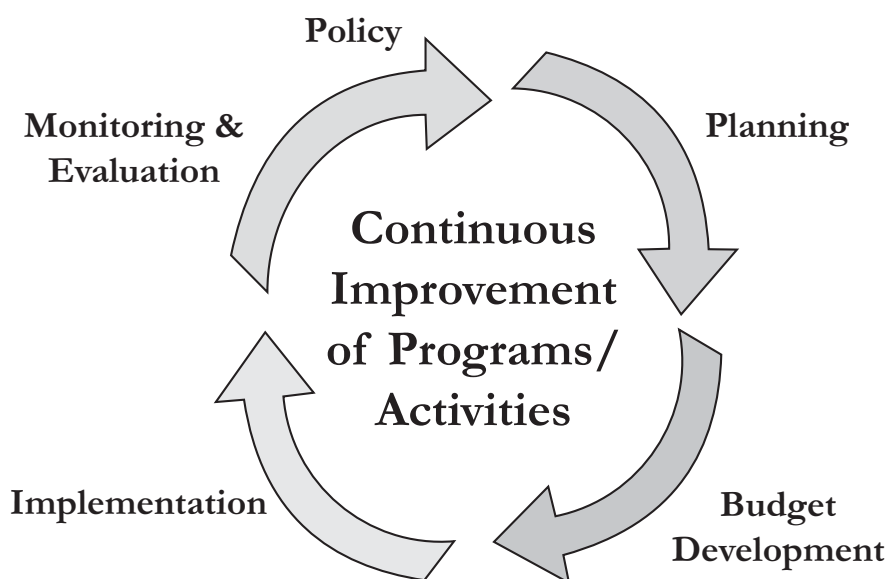 Policy
Monitoring &
Evaluation
Planning
Continuous
Improvement
of Programs/
Activities
Implementation
Budget
Development